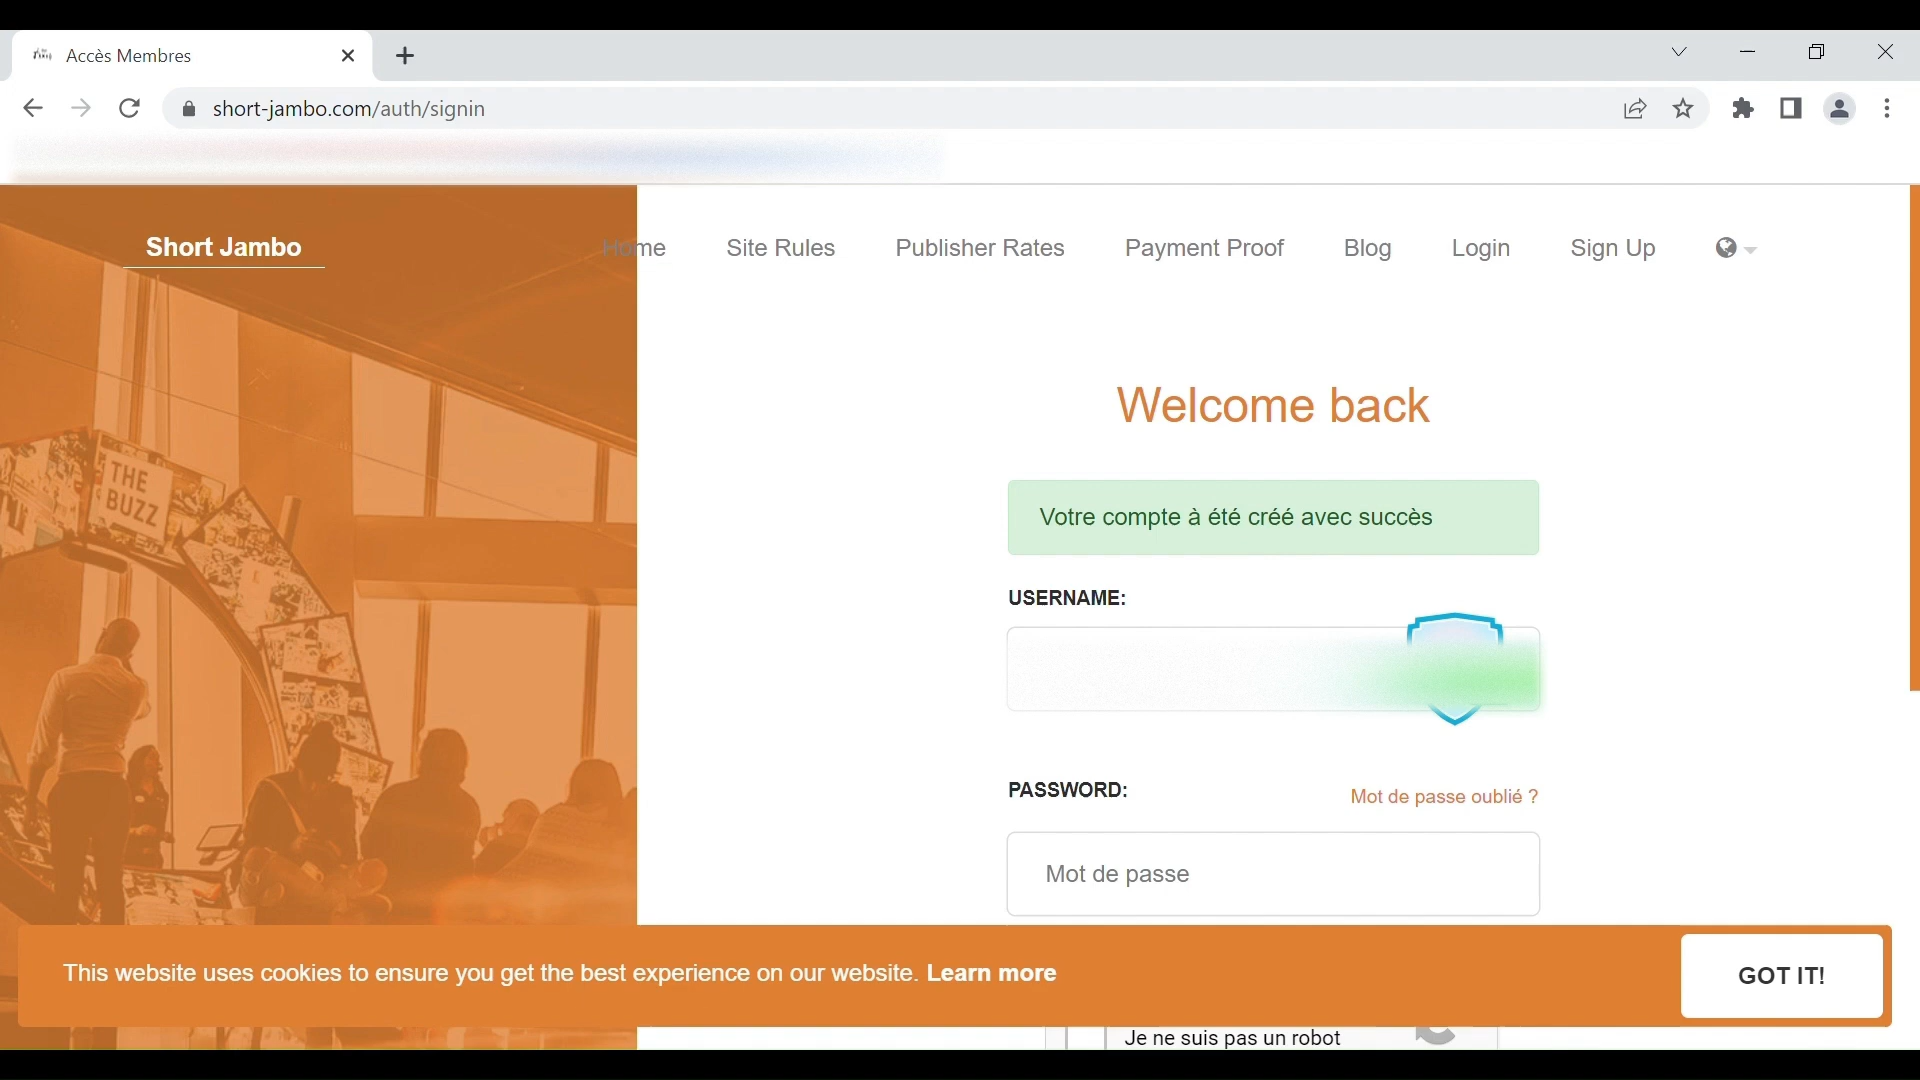 Accès Membres
short-jambo.com/auth/signin
Short Jambo
Home
Site Rules
Publisher Rates
Payment Proof
Blog
Login
Sign Up
THE
BUZZ
Welcome back
Votre compte à été créé avec succès
USERNAME:
PASSWORD:
Mot de passe oublié ?
Mot de passe
This website uses cookies to ensure you get the best experience on our website. Learn more
GOT IT!
Je ne suis pas un robot